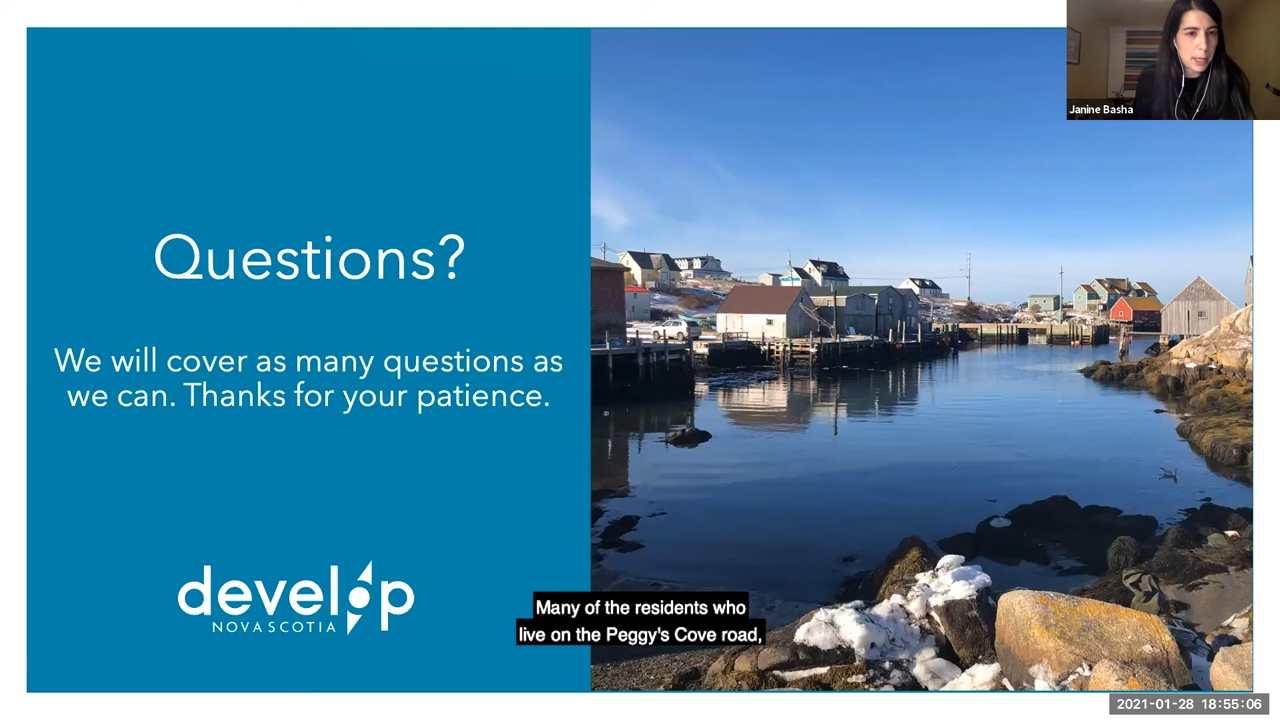 Janine Basha
Questions?
We will cover as many questions as
we can. Thanks for your patience.
develop
NOVA SCOTIA
Many of the residents who
live on the Peggy's Cove road,
2021-01-28 18:55:06